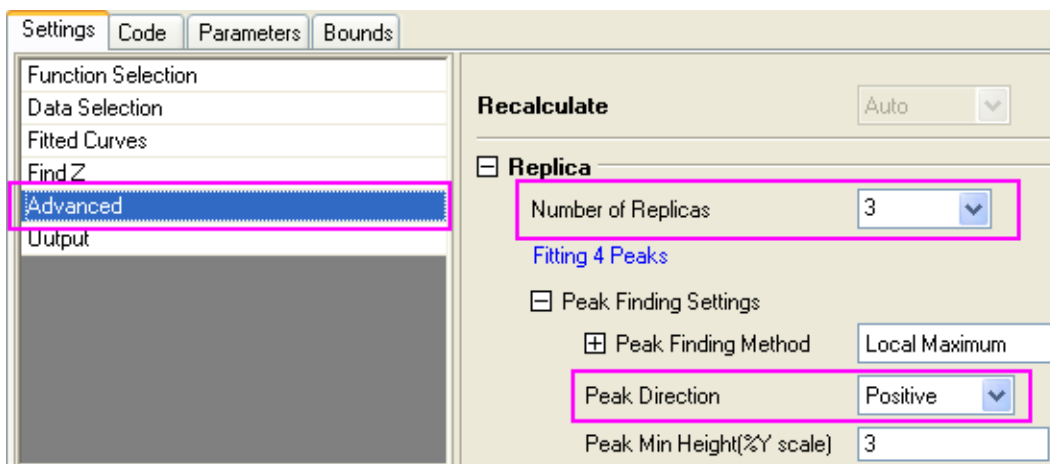 Settings Code Parameters Bounds
Function Selection
Data Selection
Fitted Curves
Find Z
Advanced
Output
Recalculate Auto
Replica
Number of Replicas 3
Fitting 4 Peaks
Peak Finding Settings
Peak Finding Method Local Maximum
Peak Direction Positive
Peak Min Height(%Y scale) 3